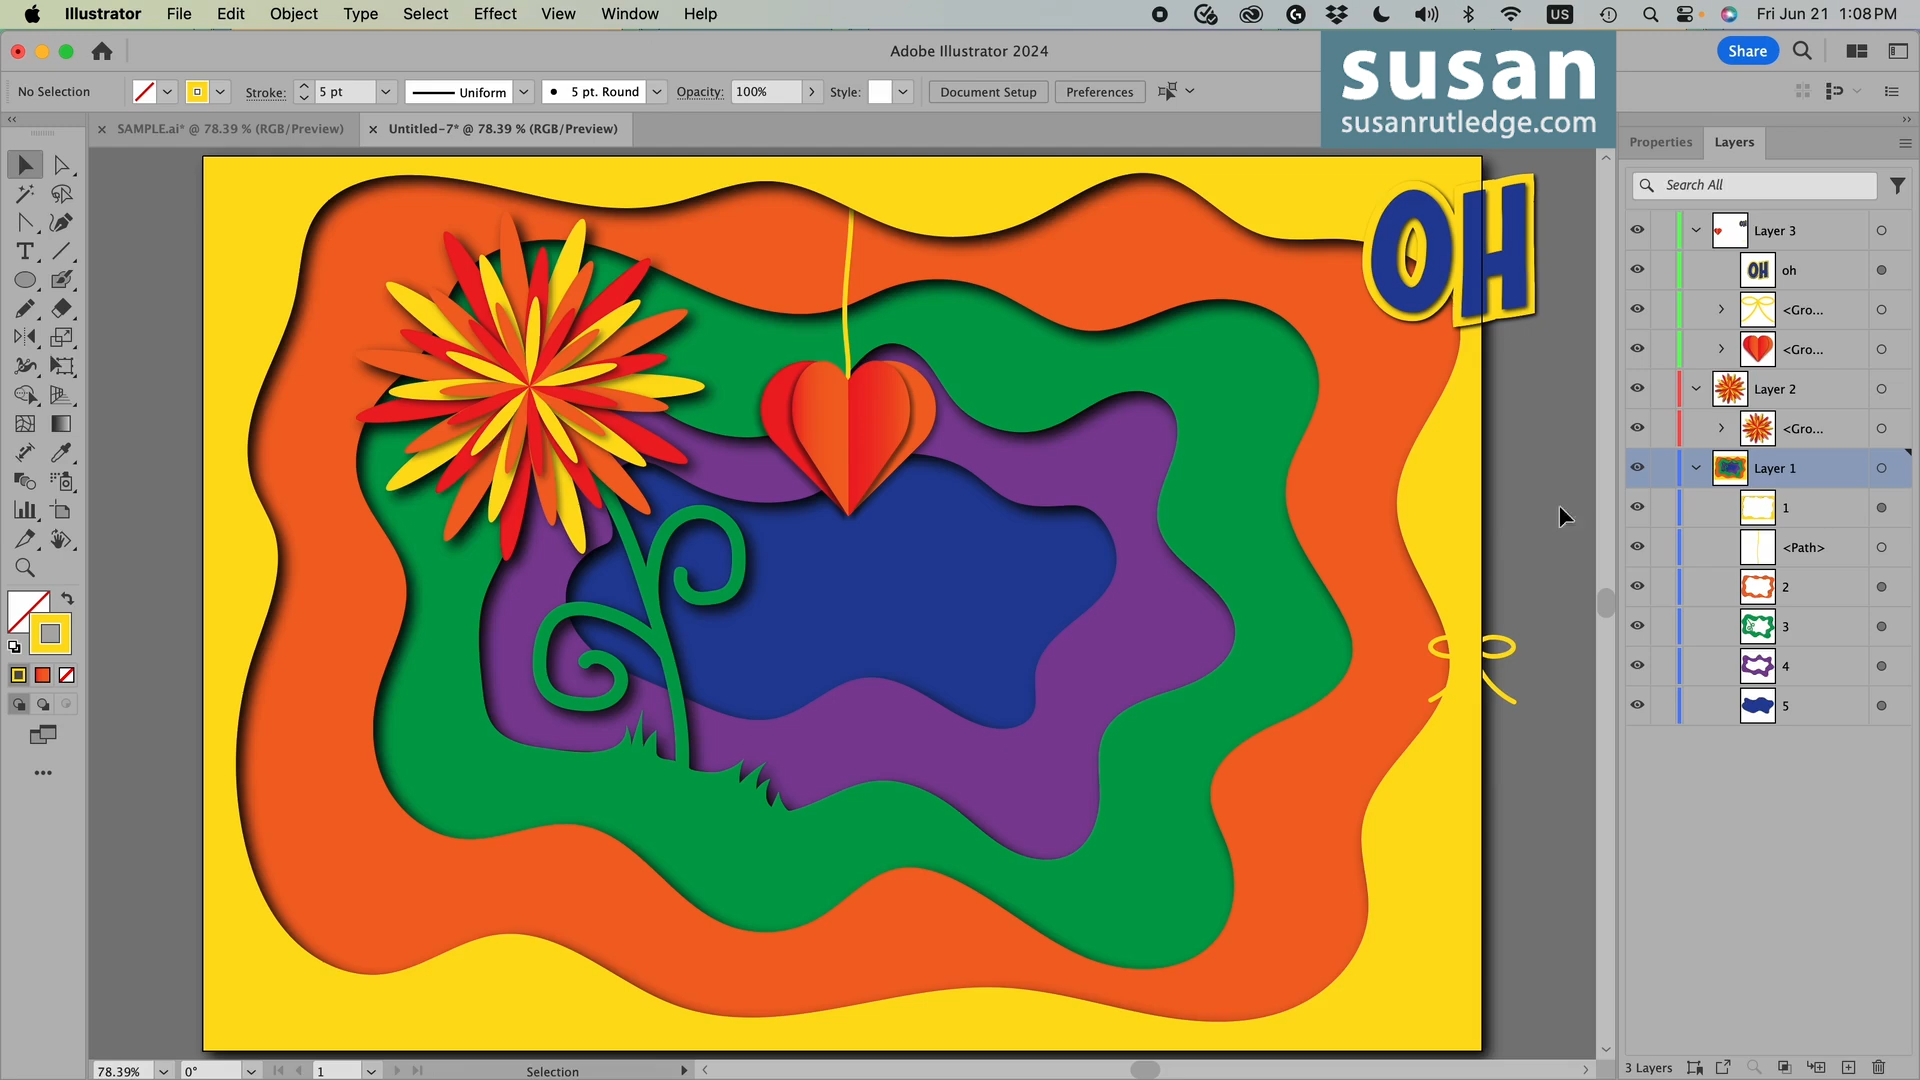 Illustrator File Edit Object Type Select Effect View Window Help US Fri Jun 21 1:08 PM
Adobe Illustrator 2024 Share
No Selection Stroke: 5 pt Uniform 5 pt. Round Opacity: 100% Style: Document Setup Preferences
susan
susanrutledge.com
SAMPLE.ai* @ 78.39 % (RGB/Preview) Untitled-7* @ 78.39 % (RGB/Preview)
Properties Layers
Search All
OH
Layer 3
oh
<Gro...
<Gro...
Layer 2
<Gro...
Layer 1
1
<Path>
2
3
4
5
78.39% 0° 1 Selection 3 Layers